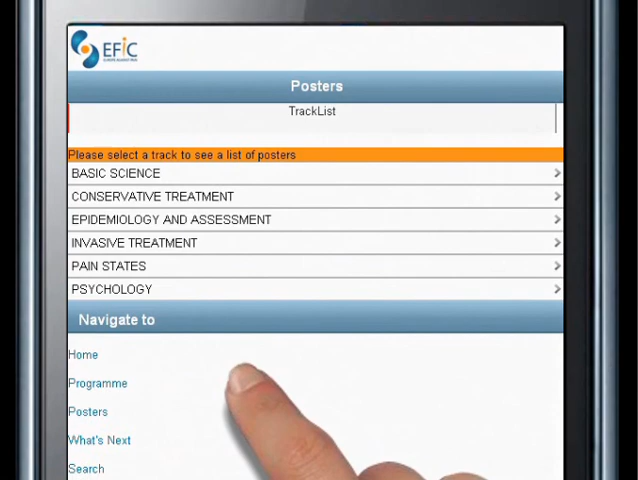 EFIC
Posters
TrackList
Please select a track to see a list of posters
BASIC SCIENCE
CONSERVATIVE TREATMENT
EPIDEMIOLOGY AND ASSESSMENT
INVASIVE TREATMENT
PAIN STATES
PSYCHOLOGY
Navigate to
Home
Programme
Posters
What's Next
Search